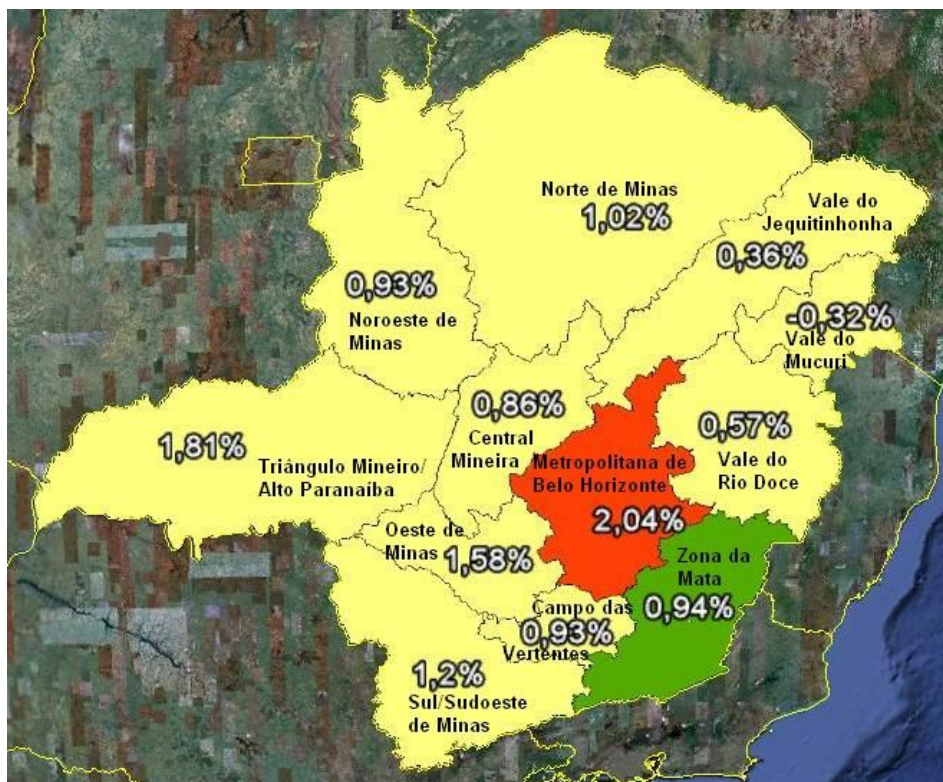 Norte de Minas
1,02%
Vale do
Jequitinhonha
0,36%
0,93%
Noroeste de
Minas
-0,32%
Vale do
Mucuri
0,86%
Central
Mineira
0,57%
Vale do
Rio Doce
1,81%
Triângulo Mineiro/
Alto Paranaíba
Metropolitana de
Belo Horizonte
2,04%
Oeste de
Minas
1,58%
Zona da
Mata
0,94%
Campo das
0,93%
Vertentes
1,2%
Sul/Sudoeste
de Minas